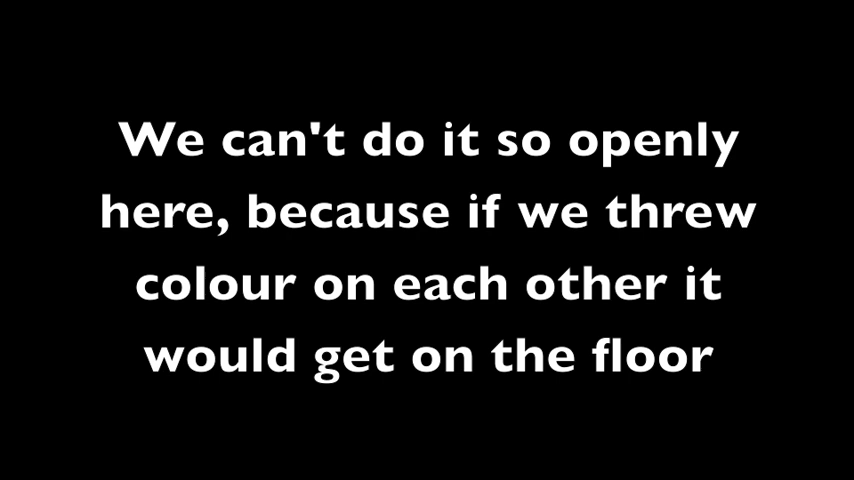 We can't do it so openly
here, because if we threw
colour on each other it
would get on the floor